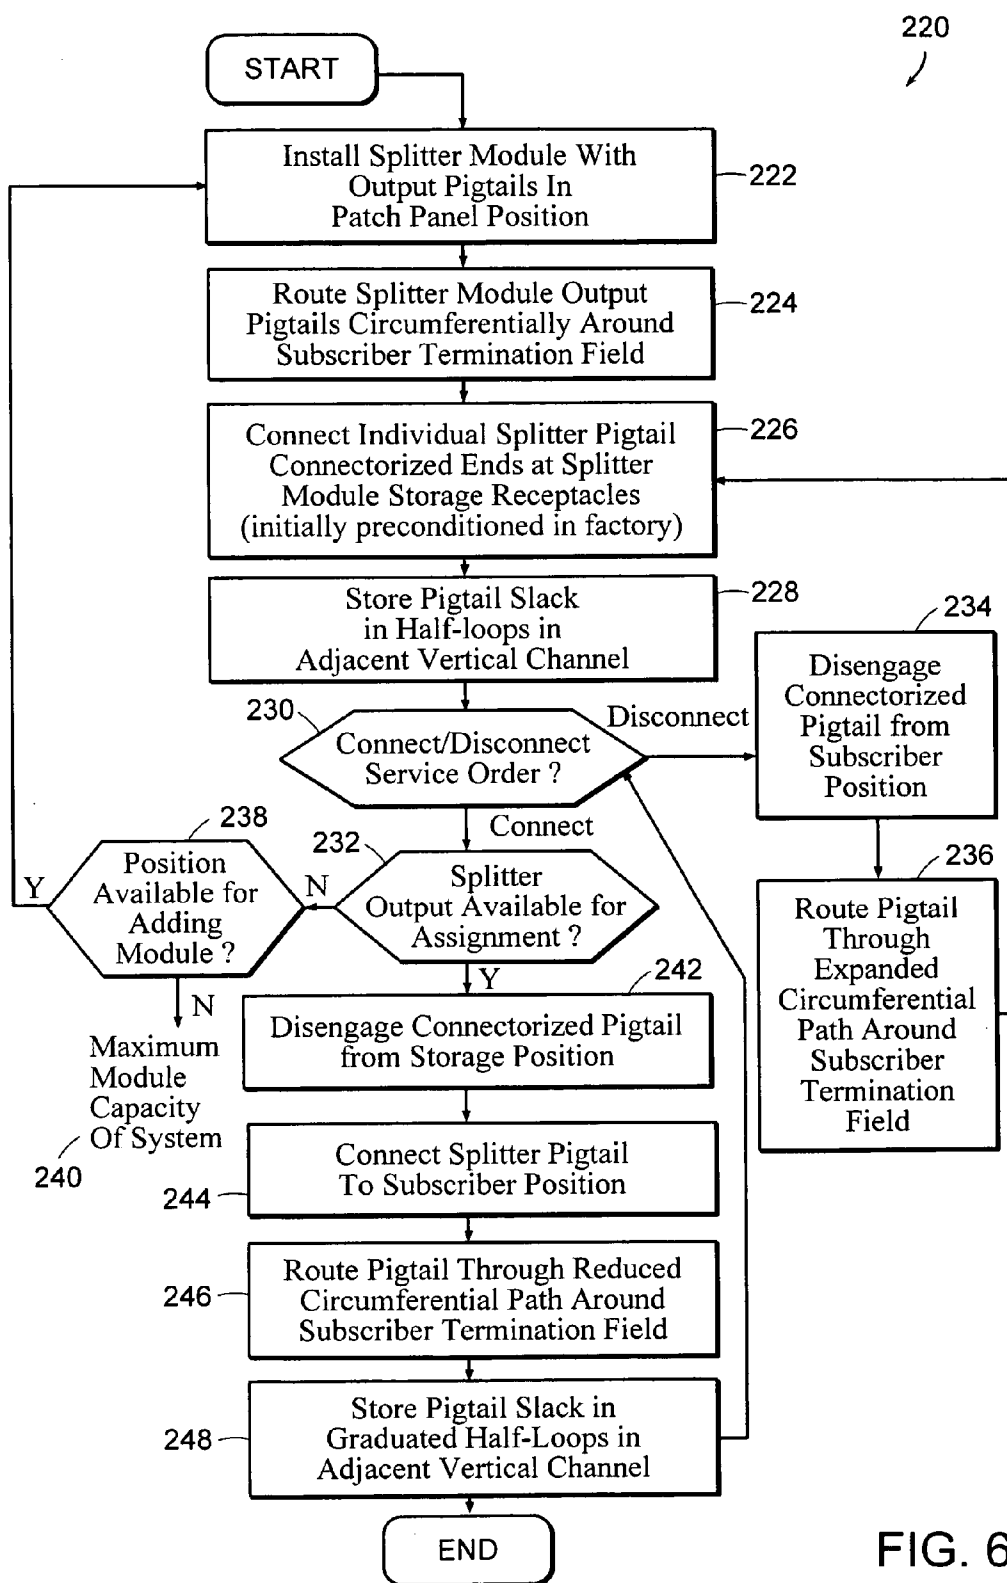 220
START
Install Splitter Module With
Output Pigtails In
Patch Panel Position
222
Route Splitter Module Output
Pigtails Circumferentially Around
Subscriber Termination Field
224
Connect Individual Splitter Pigtail
Connectorized Ends at Splitter
Module Storage Receptacles
(initially preconditioned in factory)
226
Store Pigtail Slack
in Half-loops in
Adjacent Vertical Channel
228
230
Connect/Disconnect
Service Order ?
Disconnect
234
Disengage
Connectorized
Pigtail from
Subscriber
Position
236
Route Pigtail
Through
Expanded
Circumferential
Path Around
Subscriber
Termination
Field
Connect
232
Splitter
Output Available for
Assignment ?
N
238
Position
Available for
Adding
Module ?
Y
N
Maximum
Module
Capacity
Of System
240
Y
242
Disengage Connectorized Pigtail
from Storage Position
Connect Splitter Pigtail
To Subscriber Position
244
Route Pigtail Through Reduced
Circumferential Path Around
Subscriber Termination Field
246
Store Pigtail Slack in
Graduated Half-Loops in
Adjacent Vertical Channel
248
END
FIG. 6